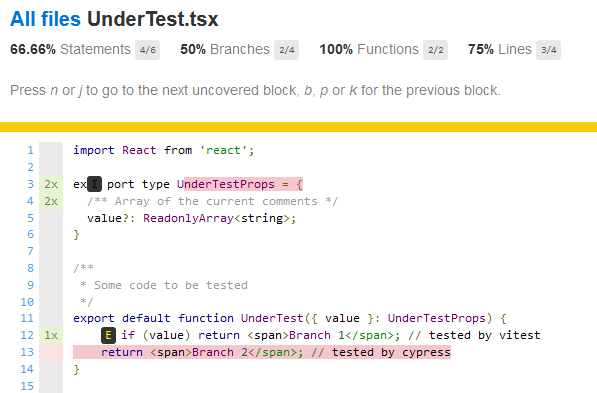 All files UnderTest.tsx
66.66% Statements 4/6 50% Branches 2/4 100% Functions 2/2 75% Lines 3/4
Press n or j to go to the next uncovered block, b, p or k for the previous block.
1 import React from 'react';
2
3 2x ex I port type UnderTestProps = {
4 2x /** Array of the current comments */
5 value?: ReadonlyArray<string>;
6 }
7
8 /**
9 * Some code to be tested
10 */
11 export default function UnderTest({ value }: UnderTestProps) {
12 1x E if (value) return <span>Branch 1</span>; // tested by vitest
13 return <span>Branch 2</span>; // tested by cypress
14 }
15